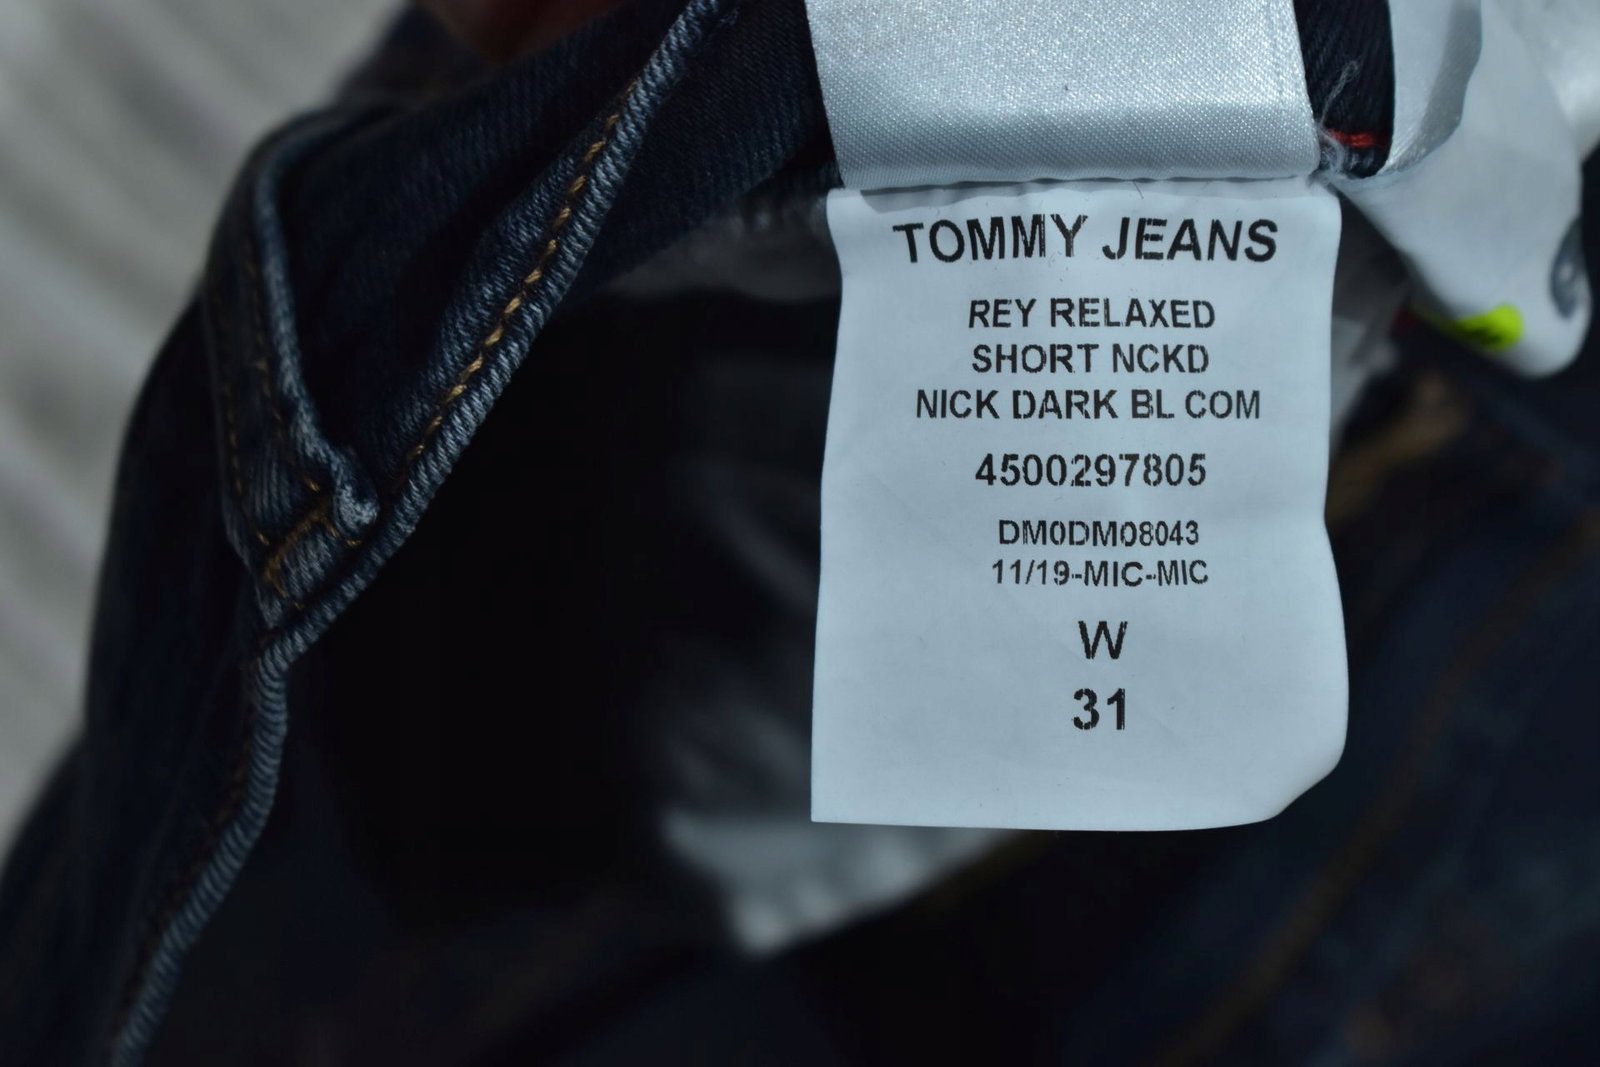 TOMMY JEANS
REY RELAXED
SHORT NCKD
NICK DARK BL COM
4500297805
DM0DM08043
11/19-MIC-MIC
W
31